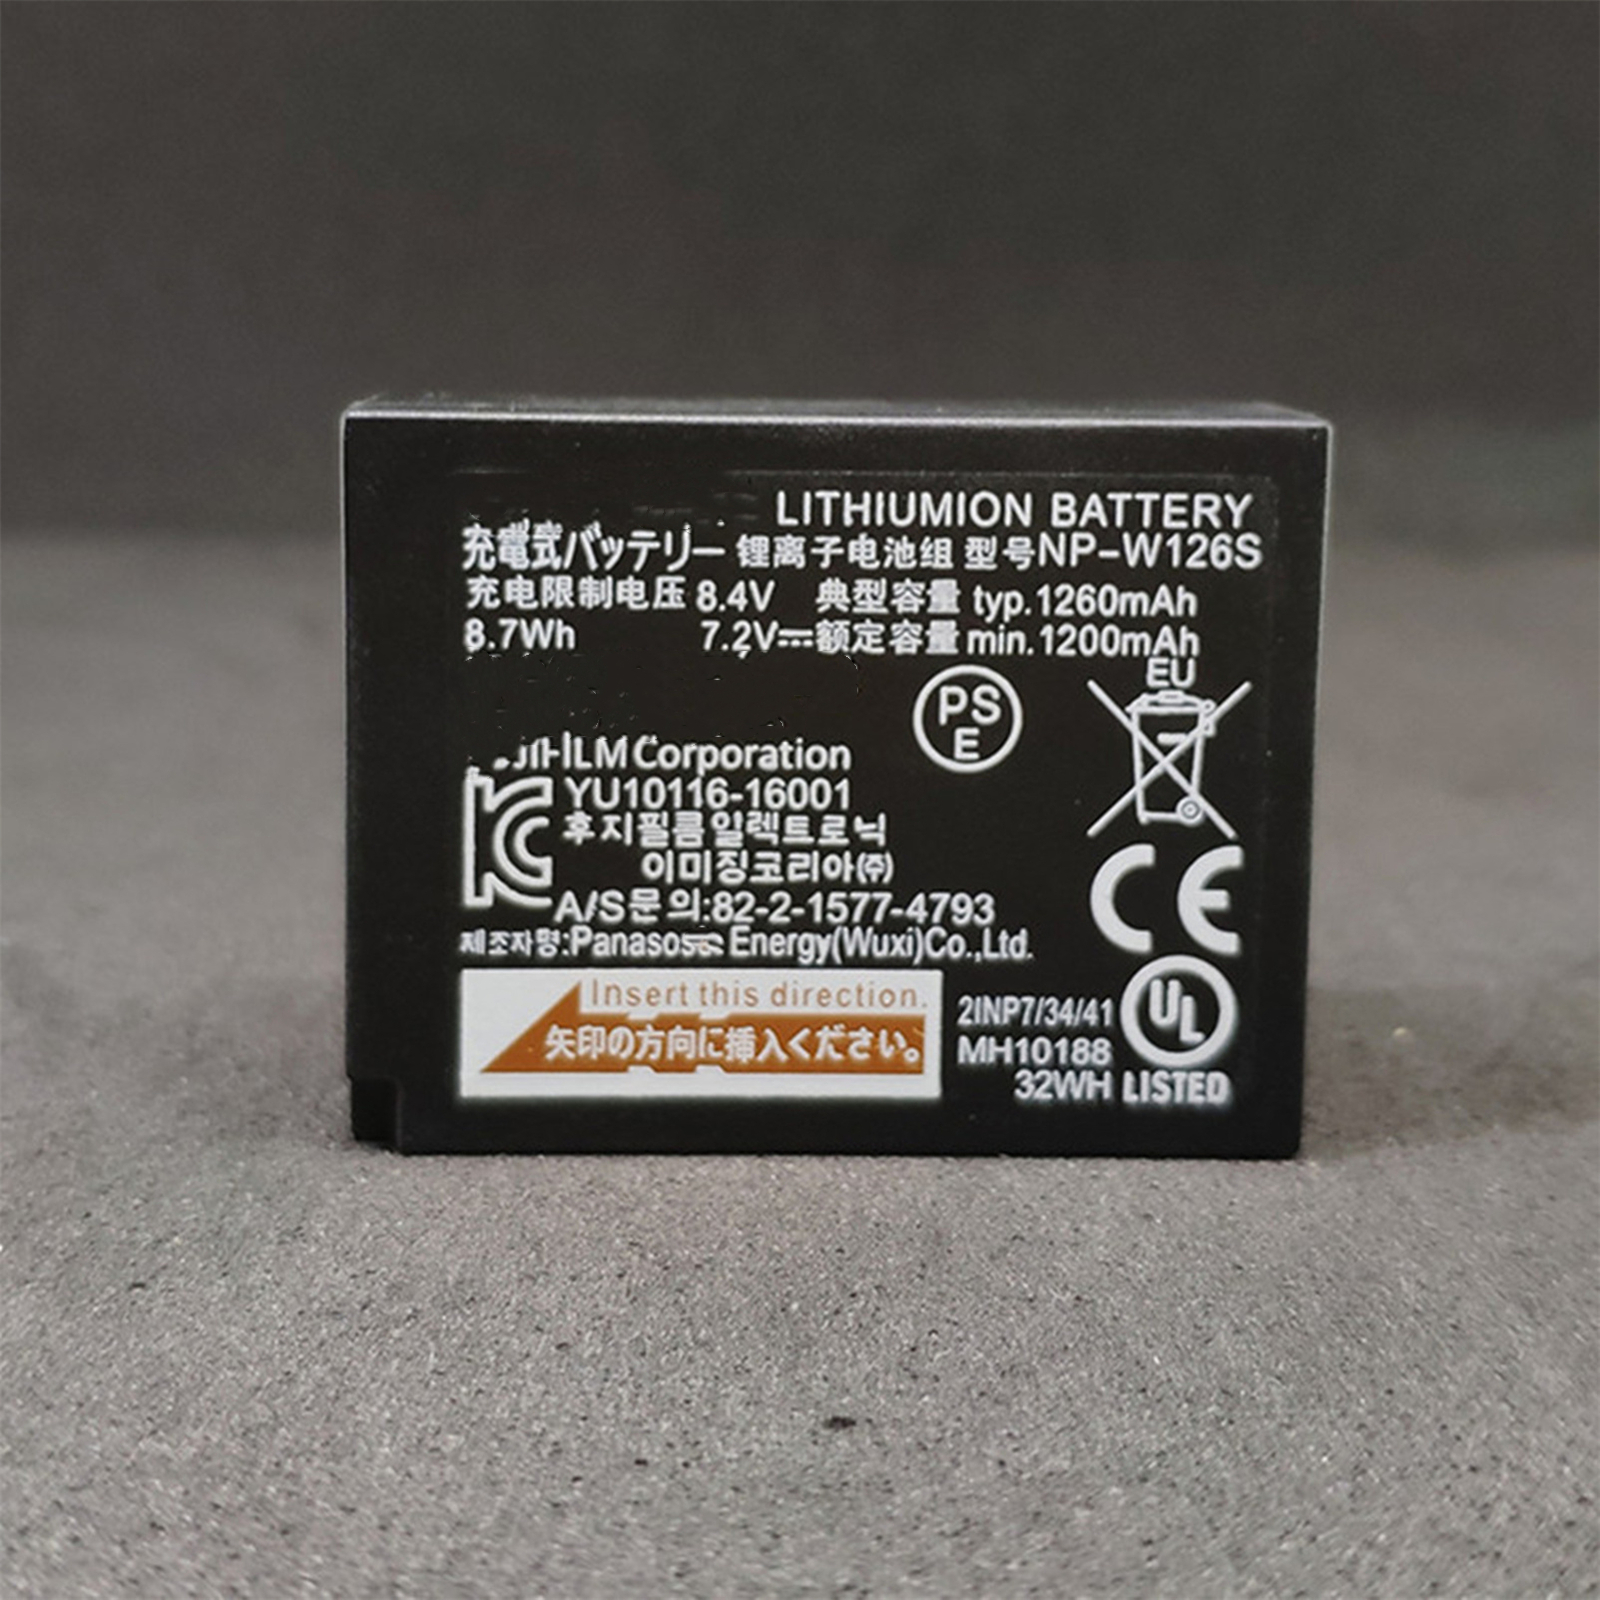 LITHIUMION BATTERY
充電式バッテリー 锂离子电池组 型号NP-W126S
充电限制电压 8.4V 典型容量 typ.1260mAh
8.7Wh 7.2V⎓额定容量 min.1200mAh
EU
PS
E
Corporation
YU10116-16001
후지필름일렉트로닉
이미징코리아㈜
A/S문의:82-2-1577-4793
제조자명: Energy(Wuxi)Co.,Ltd.
Insert this direction.
矢印の方向に挿入ください。
2INP7/34/41
MH10188
32WH
UL
LISTED